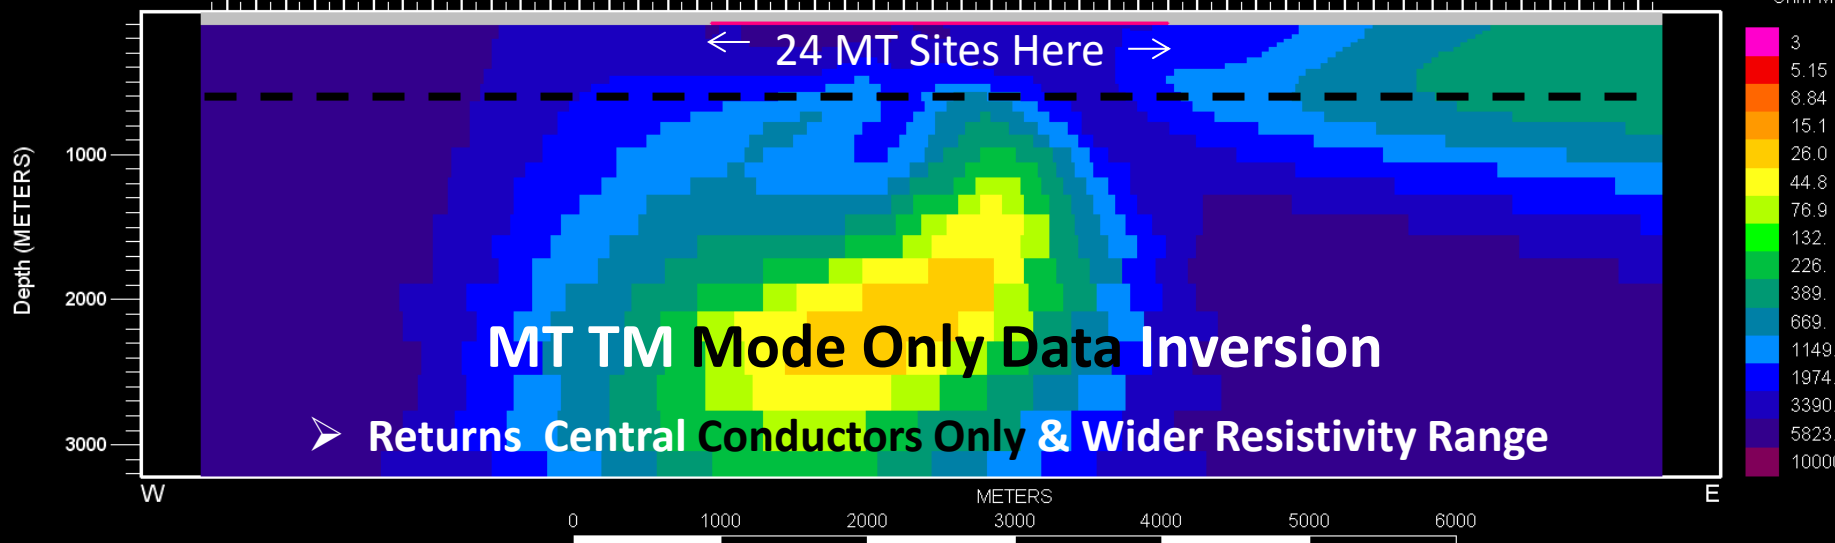 Ohm-M
24 MT Sites Here
Depth (METERS)
1000
2000
3000
MT TM Mode Only Data Inversion
➢ Returns Central Conductors Only & Wider Resistivity Range
3
5.15
8.84
15.1
26.0
44.8
76.9
132.
226.
389.
669.
1149.
1974.
3390.
5823.
10000
W
METERS
E
0 1000 2000 3000 4000 5000 6000